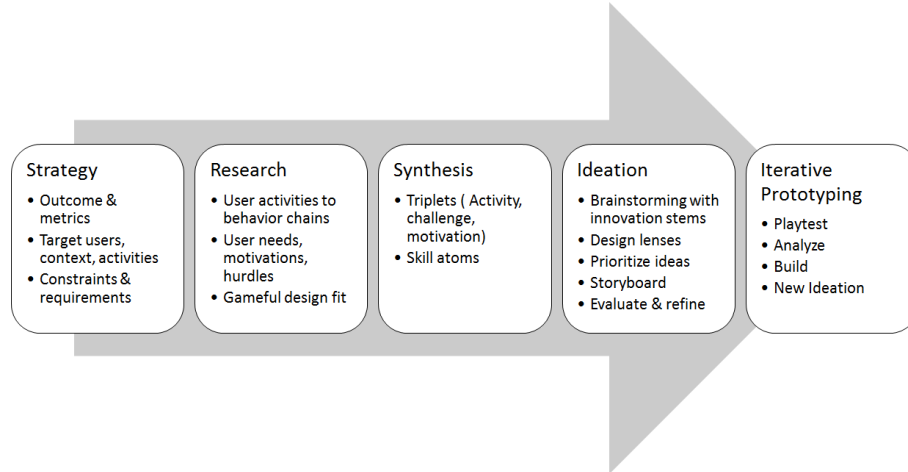 Strategy
• Outcome &
metrics
• Target users,
context, activities
• Constraints &
requirements
Research
• User activities to
behavior chains
• User needs,
motivations,
hurdles
• Gameful design fit
Synthesis
• Triplets ( Activity,
challenge,
motivation)
• Skill atoms
Ideation
• Brainstorming with
innovation stems
• Design lenses
• Prioritize ideas
• Storyboard
• Evaluate & refine
Iterative
Prototyping
• Playtest
• Analyze
• Build
• New Ideation